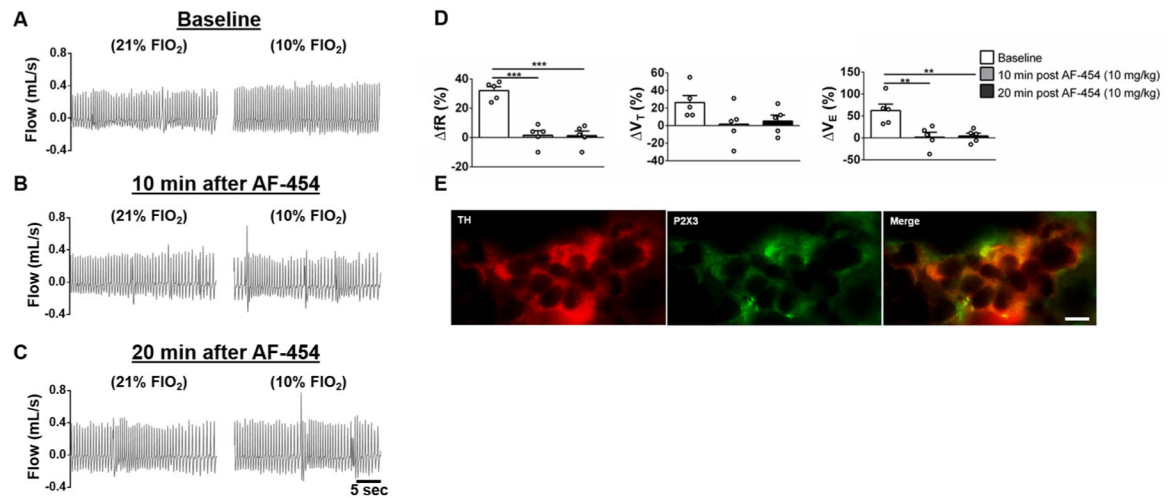 A
Baseline
(21% FIO₂)
(10% FIO₂)
Flow (mL/s)
0.8
0.4
0.0
-0.4
B
10 min after AF-454
(21% FIO₂)
(10% FIO₂)
Flow (mL/s)
0.8
0.4
0.0
-0.4
C
20 min after AF-454
(21% FIO₂)
(10% FIO₂)
Flow (mL/s)
0.8
0.4
0.0
-0.4
5 sec
D
Baseline
10 min post AF-454 (10 mg/kg)
20 min post AF-454 (10 mg/kg)
ΔfR (%)
40
20
0
-20
***
***
ΔVT (%)
60
40
20
0
-20
-40
ΔVE (%)
150
100
50
0
-50
**
**
E
TH
P2X3
Merge